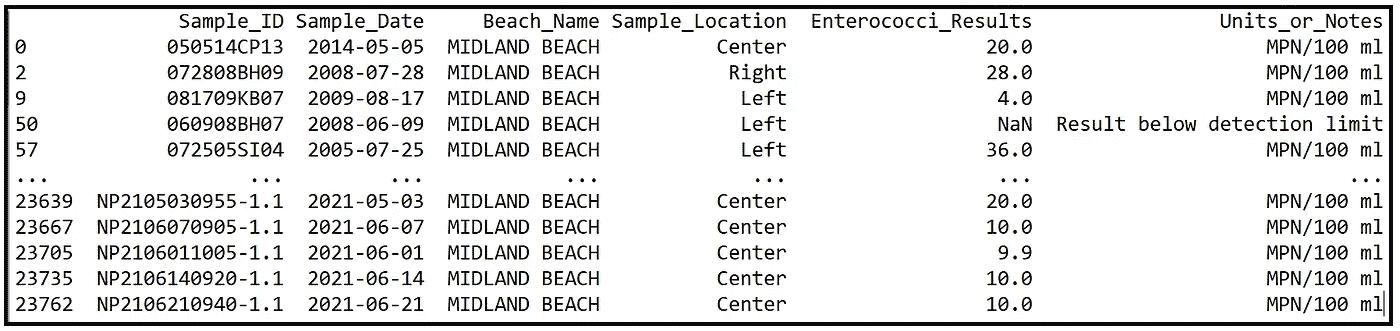 Sample_ID Sample_Date Beach_Name Sample_Location Enterococci_Results Units_or_Notes
0 050514CP13 2014-05-05 MIDLAND BEACH Center 20.0 MPN/100 ml
2 072808BH09 2008-07-28 MIDLAND BEACH Right 28.0 MPN/100 ml
9 081709KB07 2009-08-17 MIDLAND BEACH Left 4.0 MPN/100 ml
50 060908BH07 2008-06-09 MIDLAND BEACH Left NaN Result below detection limit
57 072505SI04 2005-07-25 MIDLAND BEACH Left 36.0 MPN/100 ml
... ... ... ... ... ... ...
23639 NP2105030955-1.1 2021-05-03 MIDLAND BEACH Center 20.0 MPN/100 ml
23667 NP2106070905-1.1 2021-06-07 MIDLAND BEACH Center 10.0 MPN/100 ml
23705 NP2106011005-1.1 2021-06-01 MIDLAND BEACH Center 9.9 MPN/100 ml
23735 NP2106140920-1.1 2021-06-14 MIDLAND BEACH Center 10.0 MPN/100 ml
23762 NP2106210940-1.1 2021-06-21 MIDLAND BEACH Center 10.0 MPN/100 ml